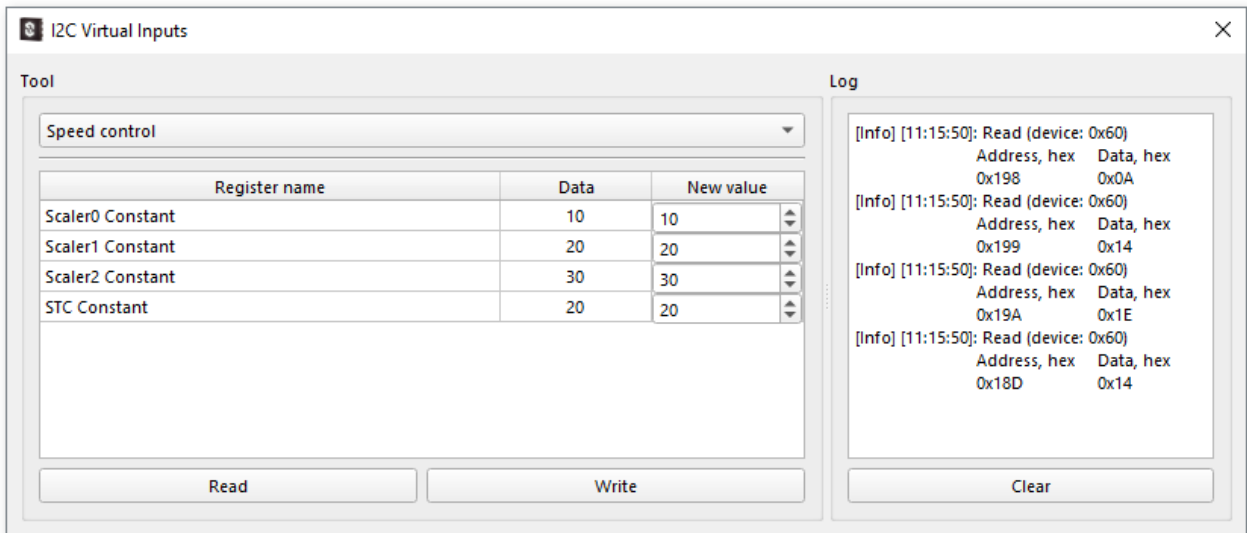 I2C Virtual Inputs
Tool
Speed control
Register name Data New value
Scaler0 Constant 10 10
Scaler1 Constant 20 20
Scaler2 Constant 30 30
STC Constant 20 20
Read Write
Log
[Info] [11:15:50]: Read (device: 0x60)
Address, hex Data, hex
0x198 0x0A
[Info] [11:15:50]: Read (device: 0x60)
Address, hex Data, hex
0x199 0x14
[Info] [11:15:50]: Read (device: 0x60)
Address, hex Data, hex
0x19A 0x1E
[Info] [11:15:50]: Read (device: 0x60)
Address, hex Data, hex
0x18D 0x14
Clear